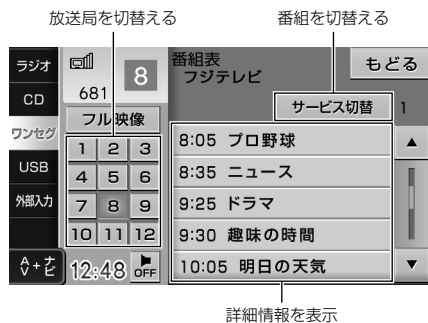 放送局を切替える
番組を切替える
ラジオ
CD
ワンセグ
USB
外部入力
A+ナ
V+ビ
681
8
フル映像
1 2 3
4 5 6
7 8 9
10 11 12
12:48 OFF
番組表
フジテレビ
もどる
サービス切替 1
8:05 プロ野球
8:35 ニュース
9:25 ドラマ
9:30 趣味の時間
10:05 明日の天気
詳細情報を表示